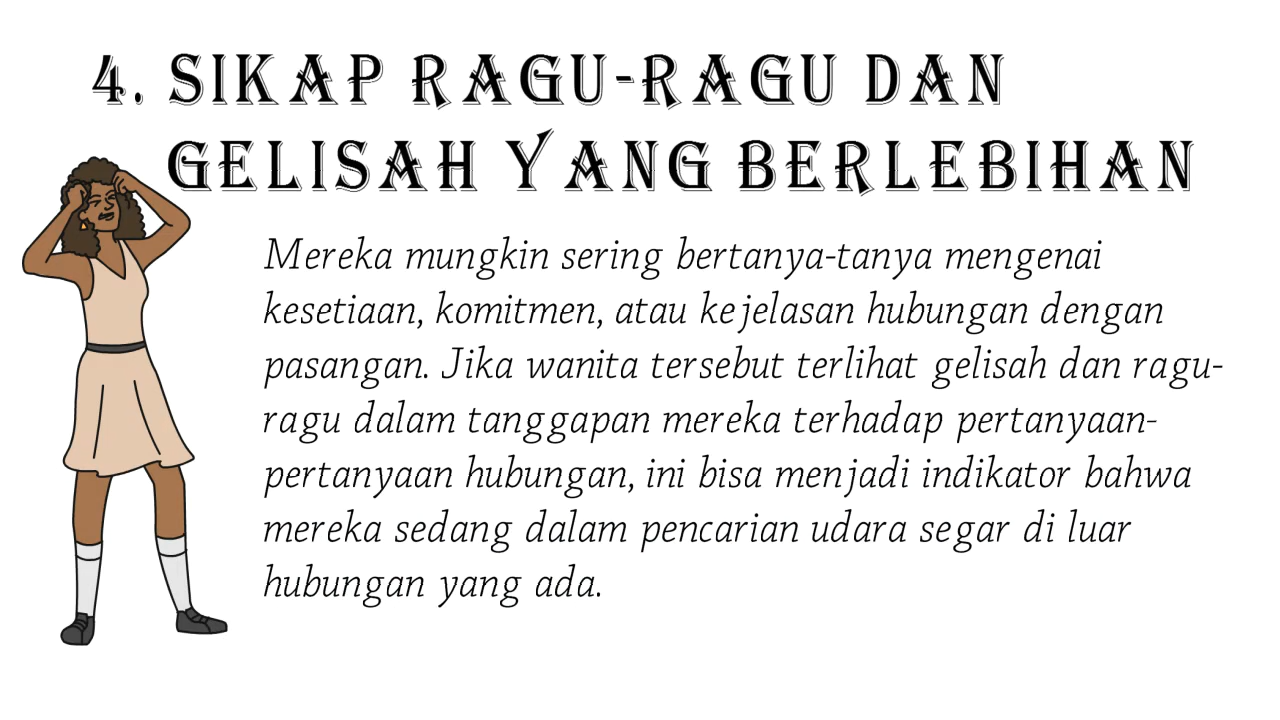 4. SIKAP RAGU-RAGU DAN
GELISAH YANG BERLEBIHAN
Mereka mungkin sering bertanya-tanya mengenai
kesetiaan, komitmen, atau kejelasan hubungan dengan
pasangan. Jika wanita tersebut terlihat gelisah dan ragu-
ragu dalam tanggapan mereka terhadap pertanyaan-
pertanyaan hubungan, ini bisa menjadi indikator bahwa
mereka sedang dalam pencarian udara segar di luar
hubungan yang ada.